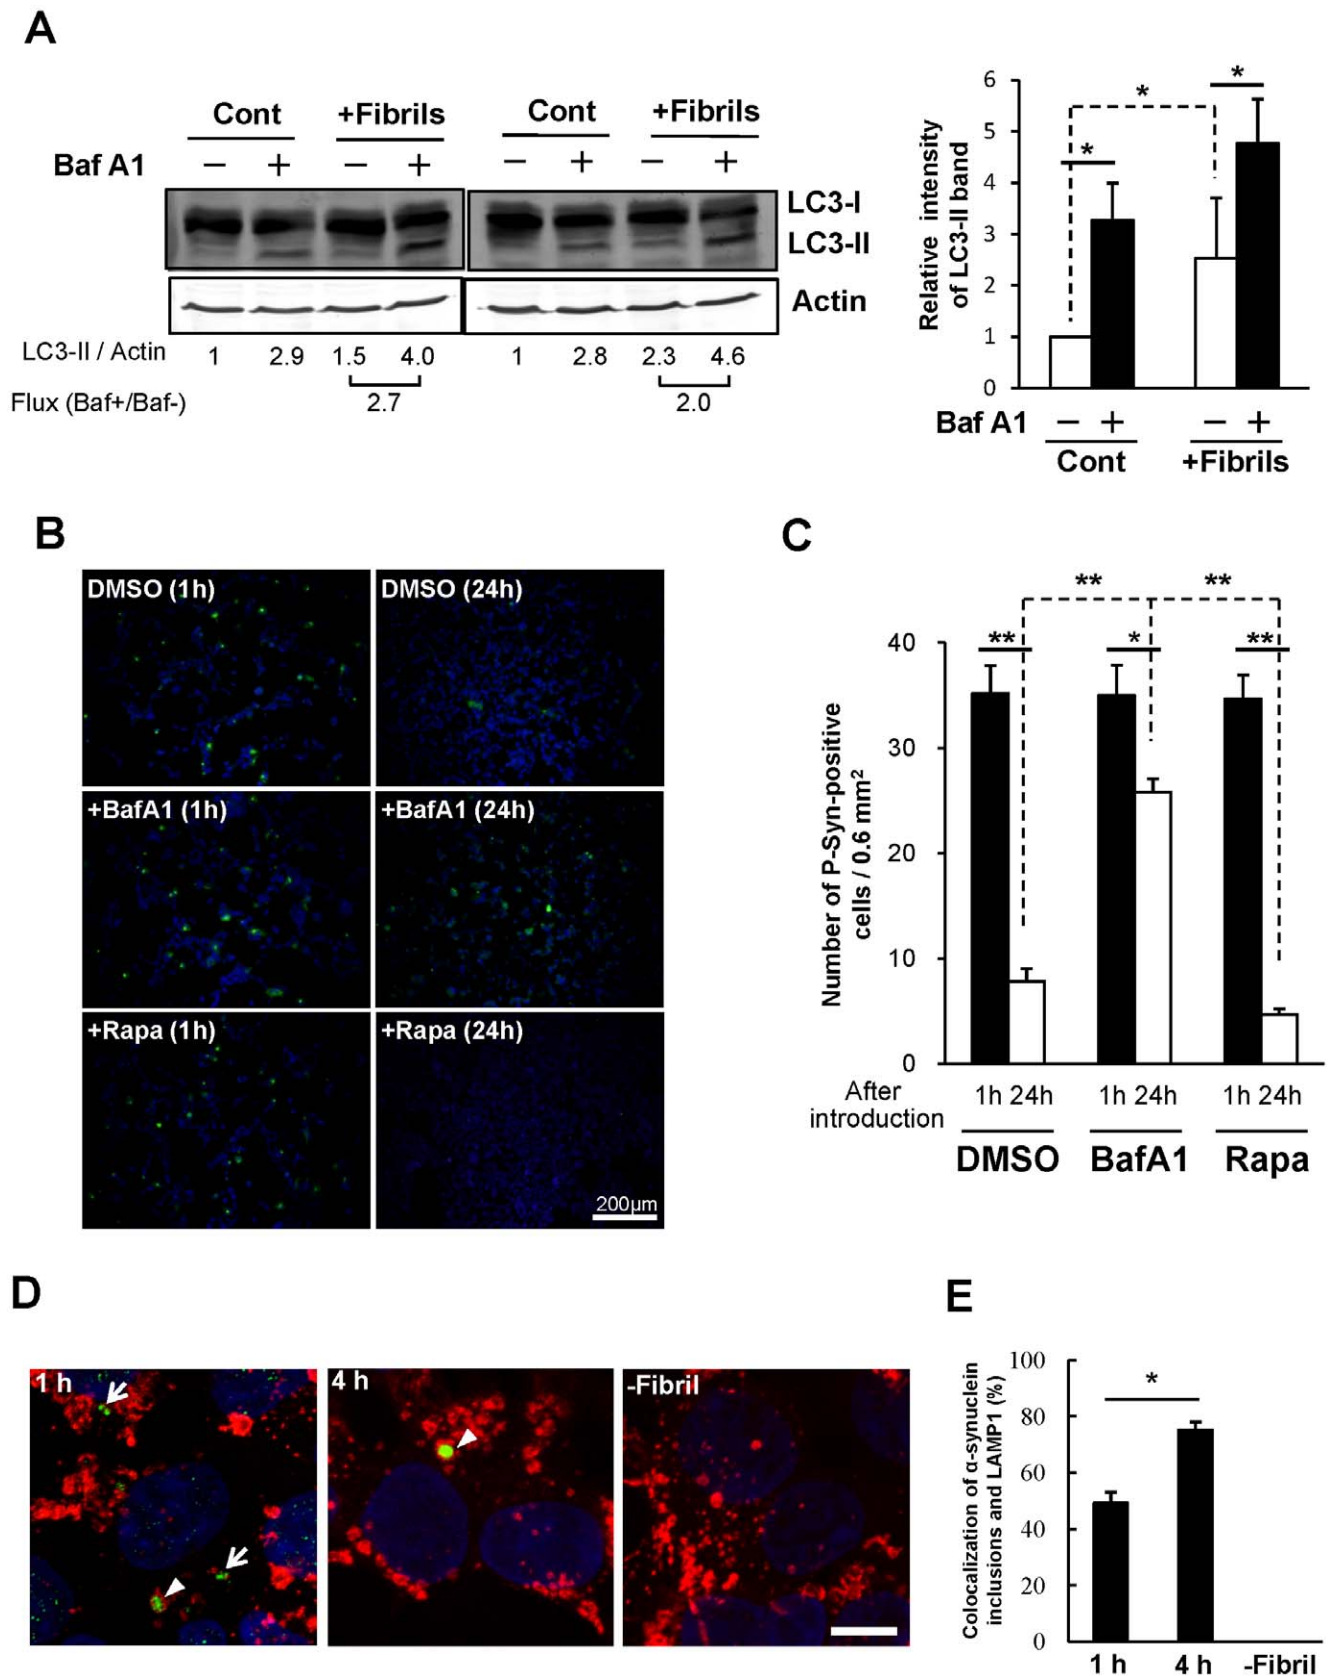 A
Cont +Fibrils Cont +Fibrils
Baf A1 − + − + − + − +
LC3-I
LC3-II
Actin
LC3-II / Actin 1 2.9 1.5 4.0 1 2.8 2.3 4.6
Flux (Baf+/Baf-) 2.7 2.0
Relative intensity
of LC3-II band
6
5
4
3
2
1
0
* * *
Baf A1 − + − +
Cont +Fibrils
B
DMSO (1h) DMSO (24h)
+BafA1 (1h) +BafA1 (24h)
+Rapa (1h) +Rapa (24h)
200µm
C
Number of P-Syn-positive
cells / 0.6 mm²
40
30
20
10
0
** **
** * **
After
introduction
1h 24h 1h 24h 1h 24h
DMSO BafA1 Rapa
D
1 h 4 h -Fibril
E
Colocalization of α-synuclein
inclusions and LAMP1 (%)
100
80
60
40
20
0
*
1 h 4 h -Fibril